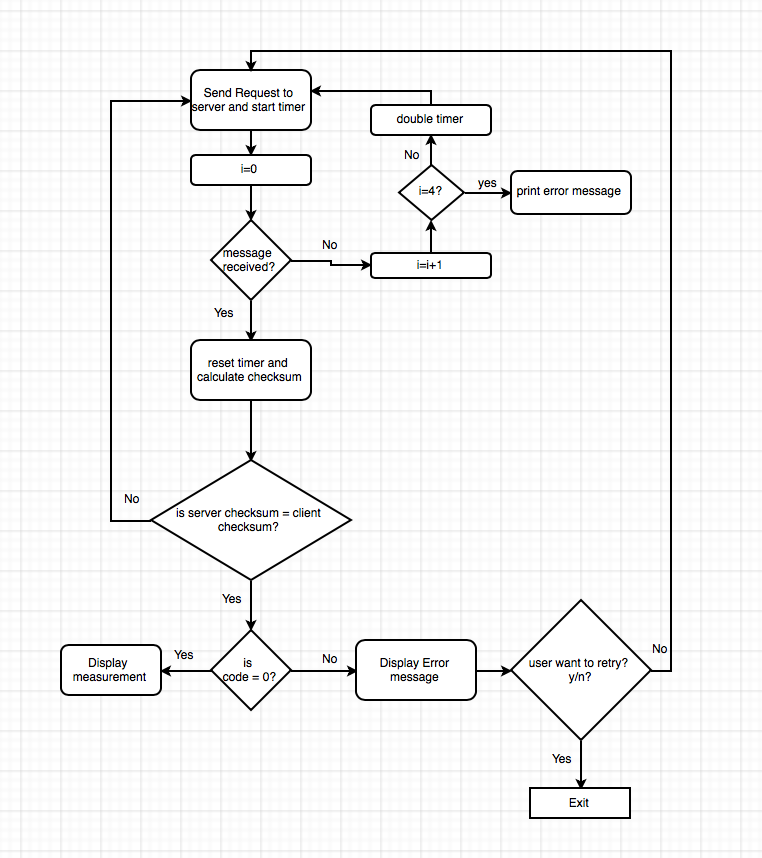 Send Request to
server and start timer
double timer
i=0
No
i=4?
yes
print error message
message
received?
No
i=i+1
Yes
reset timer and
calculate checksum
No
is server checksum = client
checksum?
Yes
Display
measurement
Yes
is
code = 0?
No
Display Error
message
user want to retry?
y/n?
No
Yes
Exit